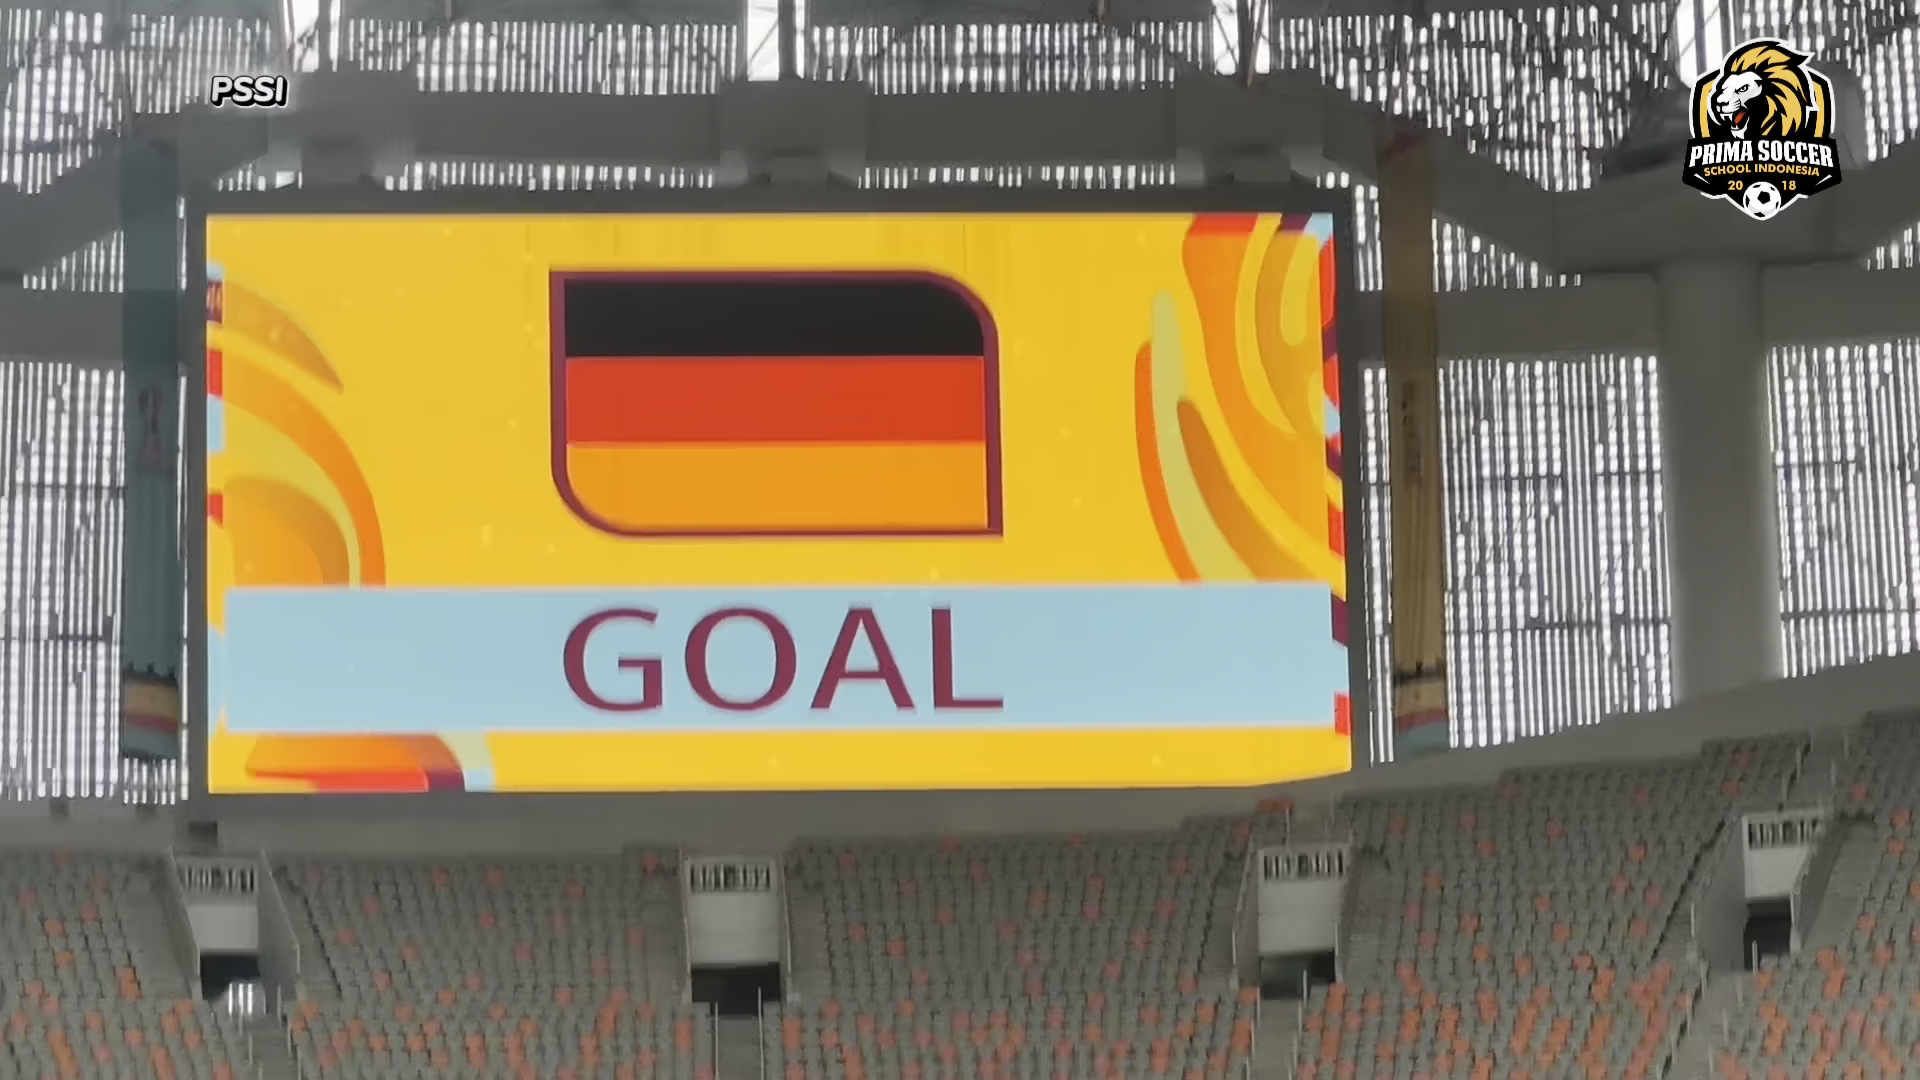 PSSI
PRIMA SOCCER
SCHOOL INDONESIA
20 18
GOAL